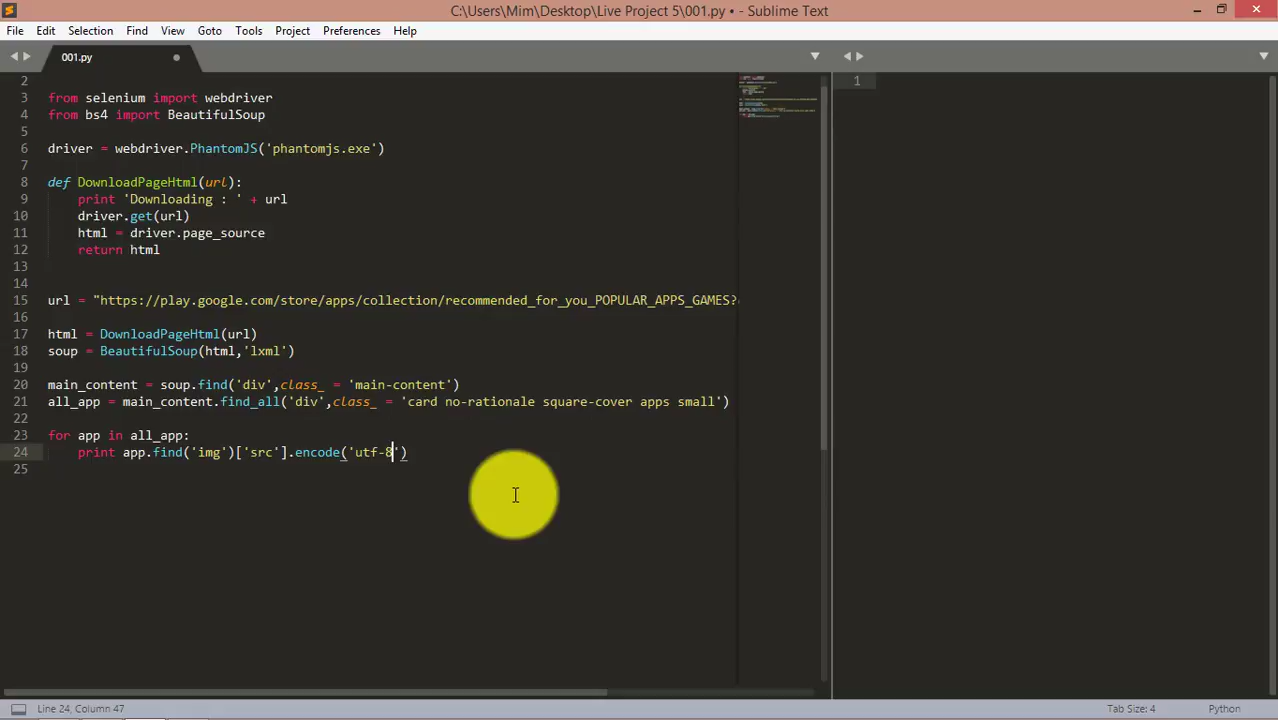 C:\Users\Mim\Desktop\Live Project 5\001.py • - Sublime Text
File Edit Selection Find View Goto Tools Project Preferences Help
001.py
2
3 from selenium import webdriver
4 from bs4 import BeautifulSoup
5
6 driver = webdriver.PhantomJS('phantomjs.exe')
7
8 def DownloadPageHtml(url):
9 print 'Downloading : ' + url
10 driver.get(url)
11 html = driver.page_source
12 return html
13
14
15 url = "https://play.google.com/store/apps/collection/recommended_for_you_POPULAR_APPS_GAMES?
16
17 html = DownloadPageHtml(url)
18 soup = BeautifulSoup(html,'lxml')
19
20 main_content = soup.find('div',class_ = 'main-content')
21 all_app = main_content.find_all('div',class_ = 'card no-rationale square-cover apps small')
22
23 for app in all_app:
24 print app.find('img')['src'].encode('utf-8')
25
1
Line 24, Column 47
Tab Size: 4 Python